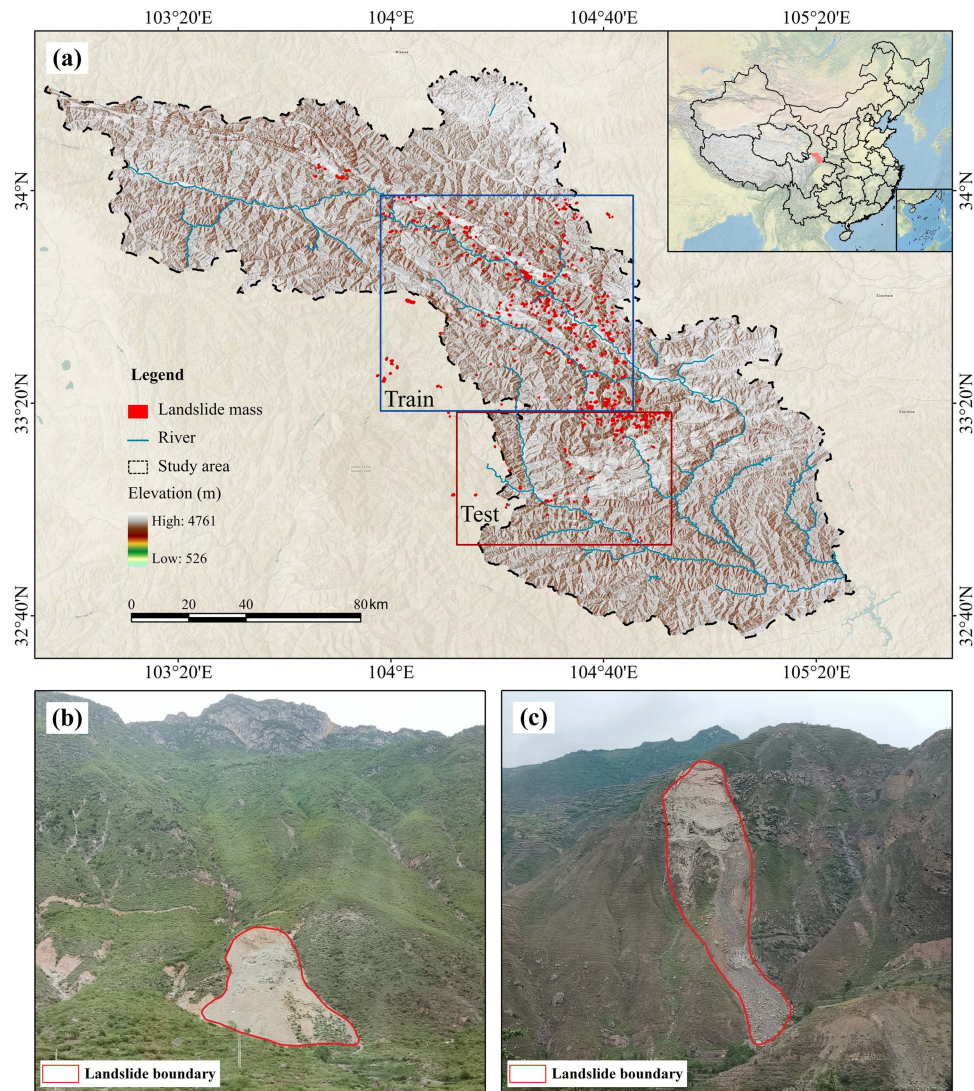 103°20'E
104°E
104°40'E
105°20'E
(a)
34°N
34°N
Train
33°20'N
33°20'N
Test
32°40'N
32°40'N
Legend
Landslide mass
River
Study area
Elevation (m)
High: 4761
Low: 526
0 20 40 80 km
103°20'E
104°E
104°40'E
105°20'E
(b)
Landslide boundary
(c)
Landslide boundary